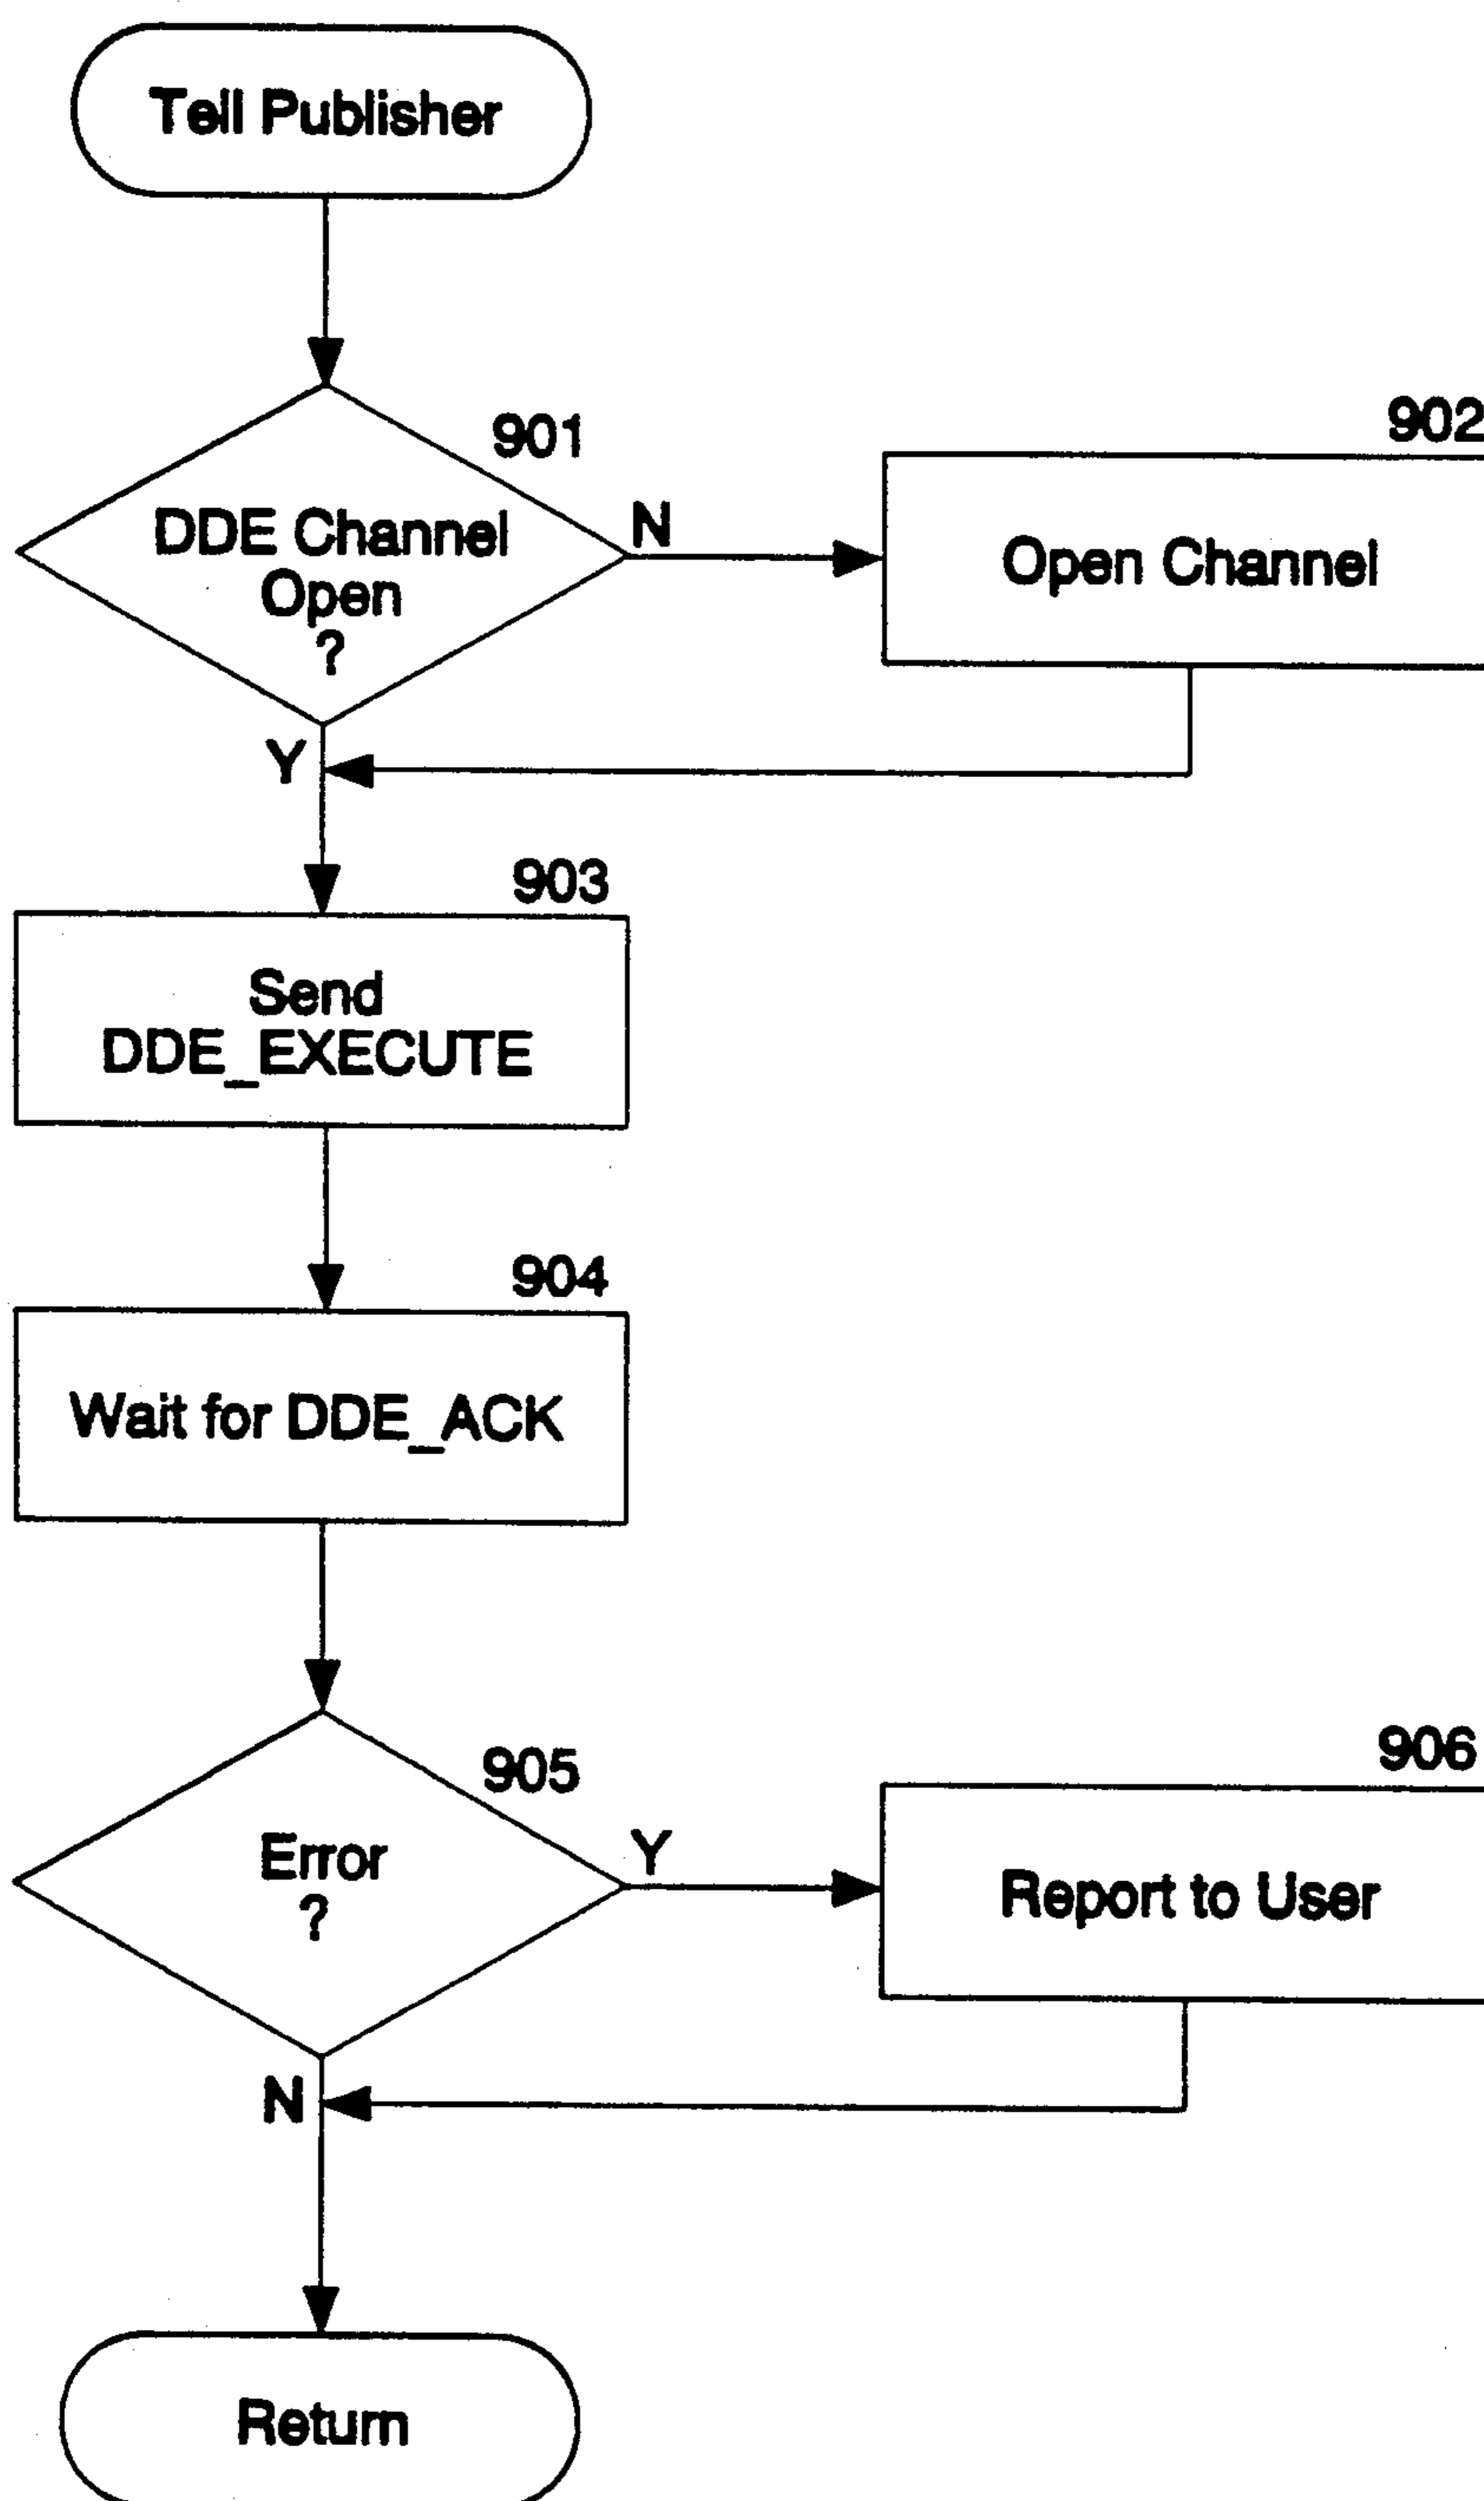 Tell Publisher
901
902
DDE Channel
Open
?
N
Open Channel
Y
903
Send
DDE_EXECUTE
904
Wait for DDE_ACK
905
906
Error
?
Y
Report to User
N
Return